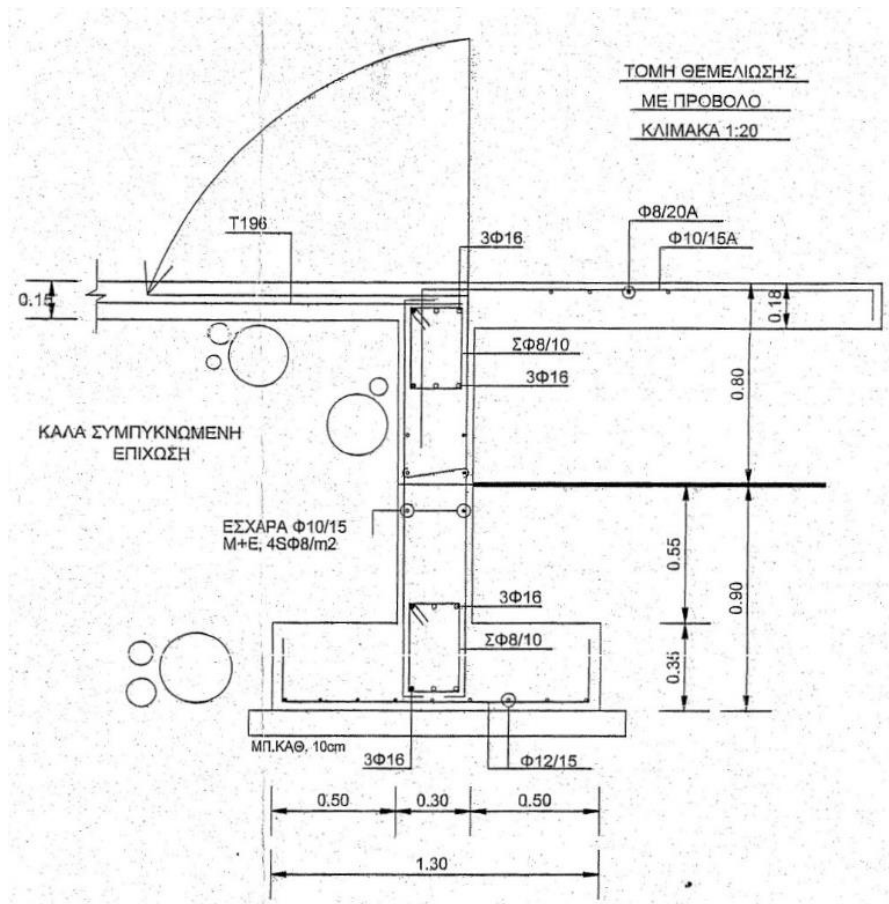 ΤΟΜΗ ΘΕΜΕΛΙΩΣΗΣ
ΜΕ ΠΡΟΒΟΛΟ
ΚΛΙΜΑΚΑ 1:20
Φ8/20Α
Τ196
3Φ16
Φ10/15Α
0.15
0.18
ΣΦ8/10
3Φ16
0.80
ΚΑΛΑ ΣΥΜΠΥΚΝΩΜΕΝΗ
ΕΠΙΧΩΣΗ
ΕΣΧΑΡΑ Φ10/15
Μ+Ε, 4SΦ8/m2
0.55
0.90
3Φ16
ΣΦ8/10
0.35
ΜΠ.ΚΑΘ, 10cm
3Φ16
Φ12/15
0.50
0.30
0.50
1.30